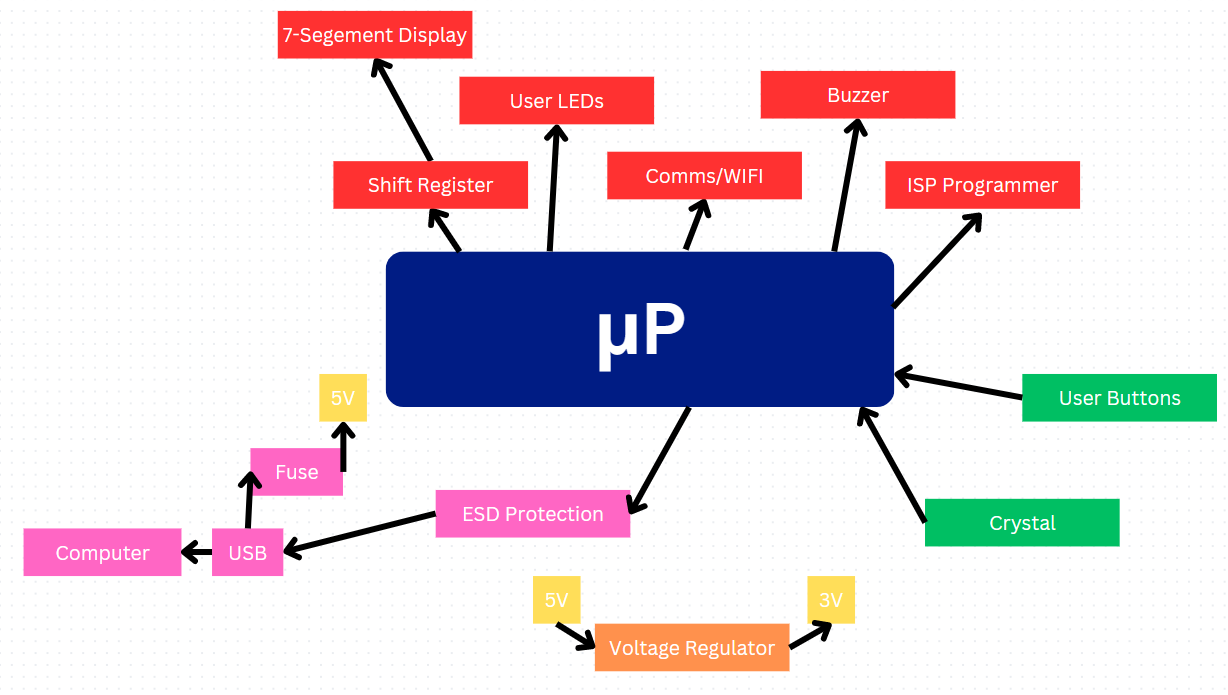 7-Segement Display
User LEDs
Buzzer
Shift Register
Comms/WIFI
ISP Programmer
µP
5V
User Buttons
Fuse
ESD Protection
Crystal
Computer
USB
5V
3V
Voltage Regulator